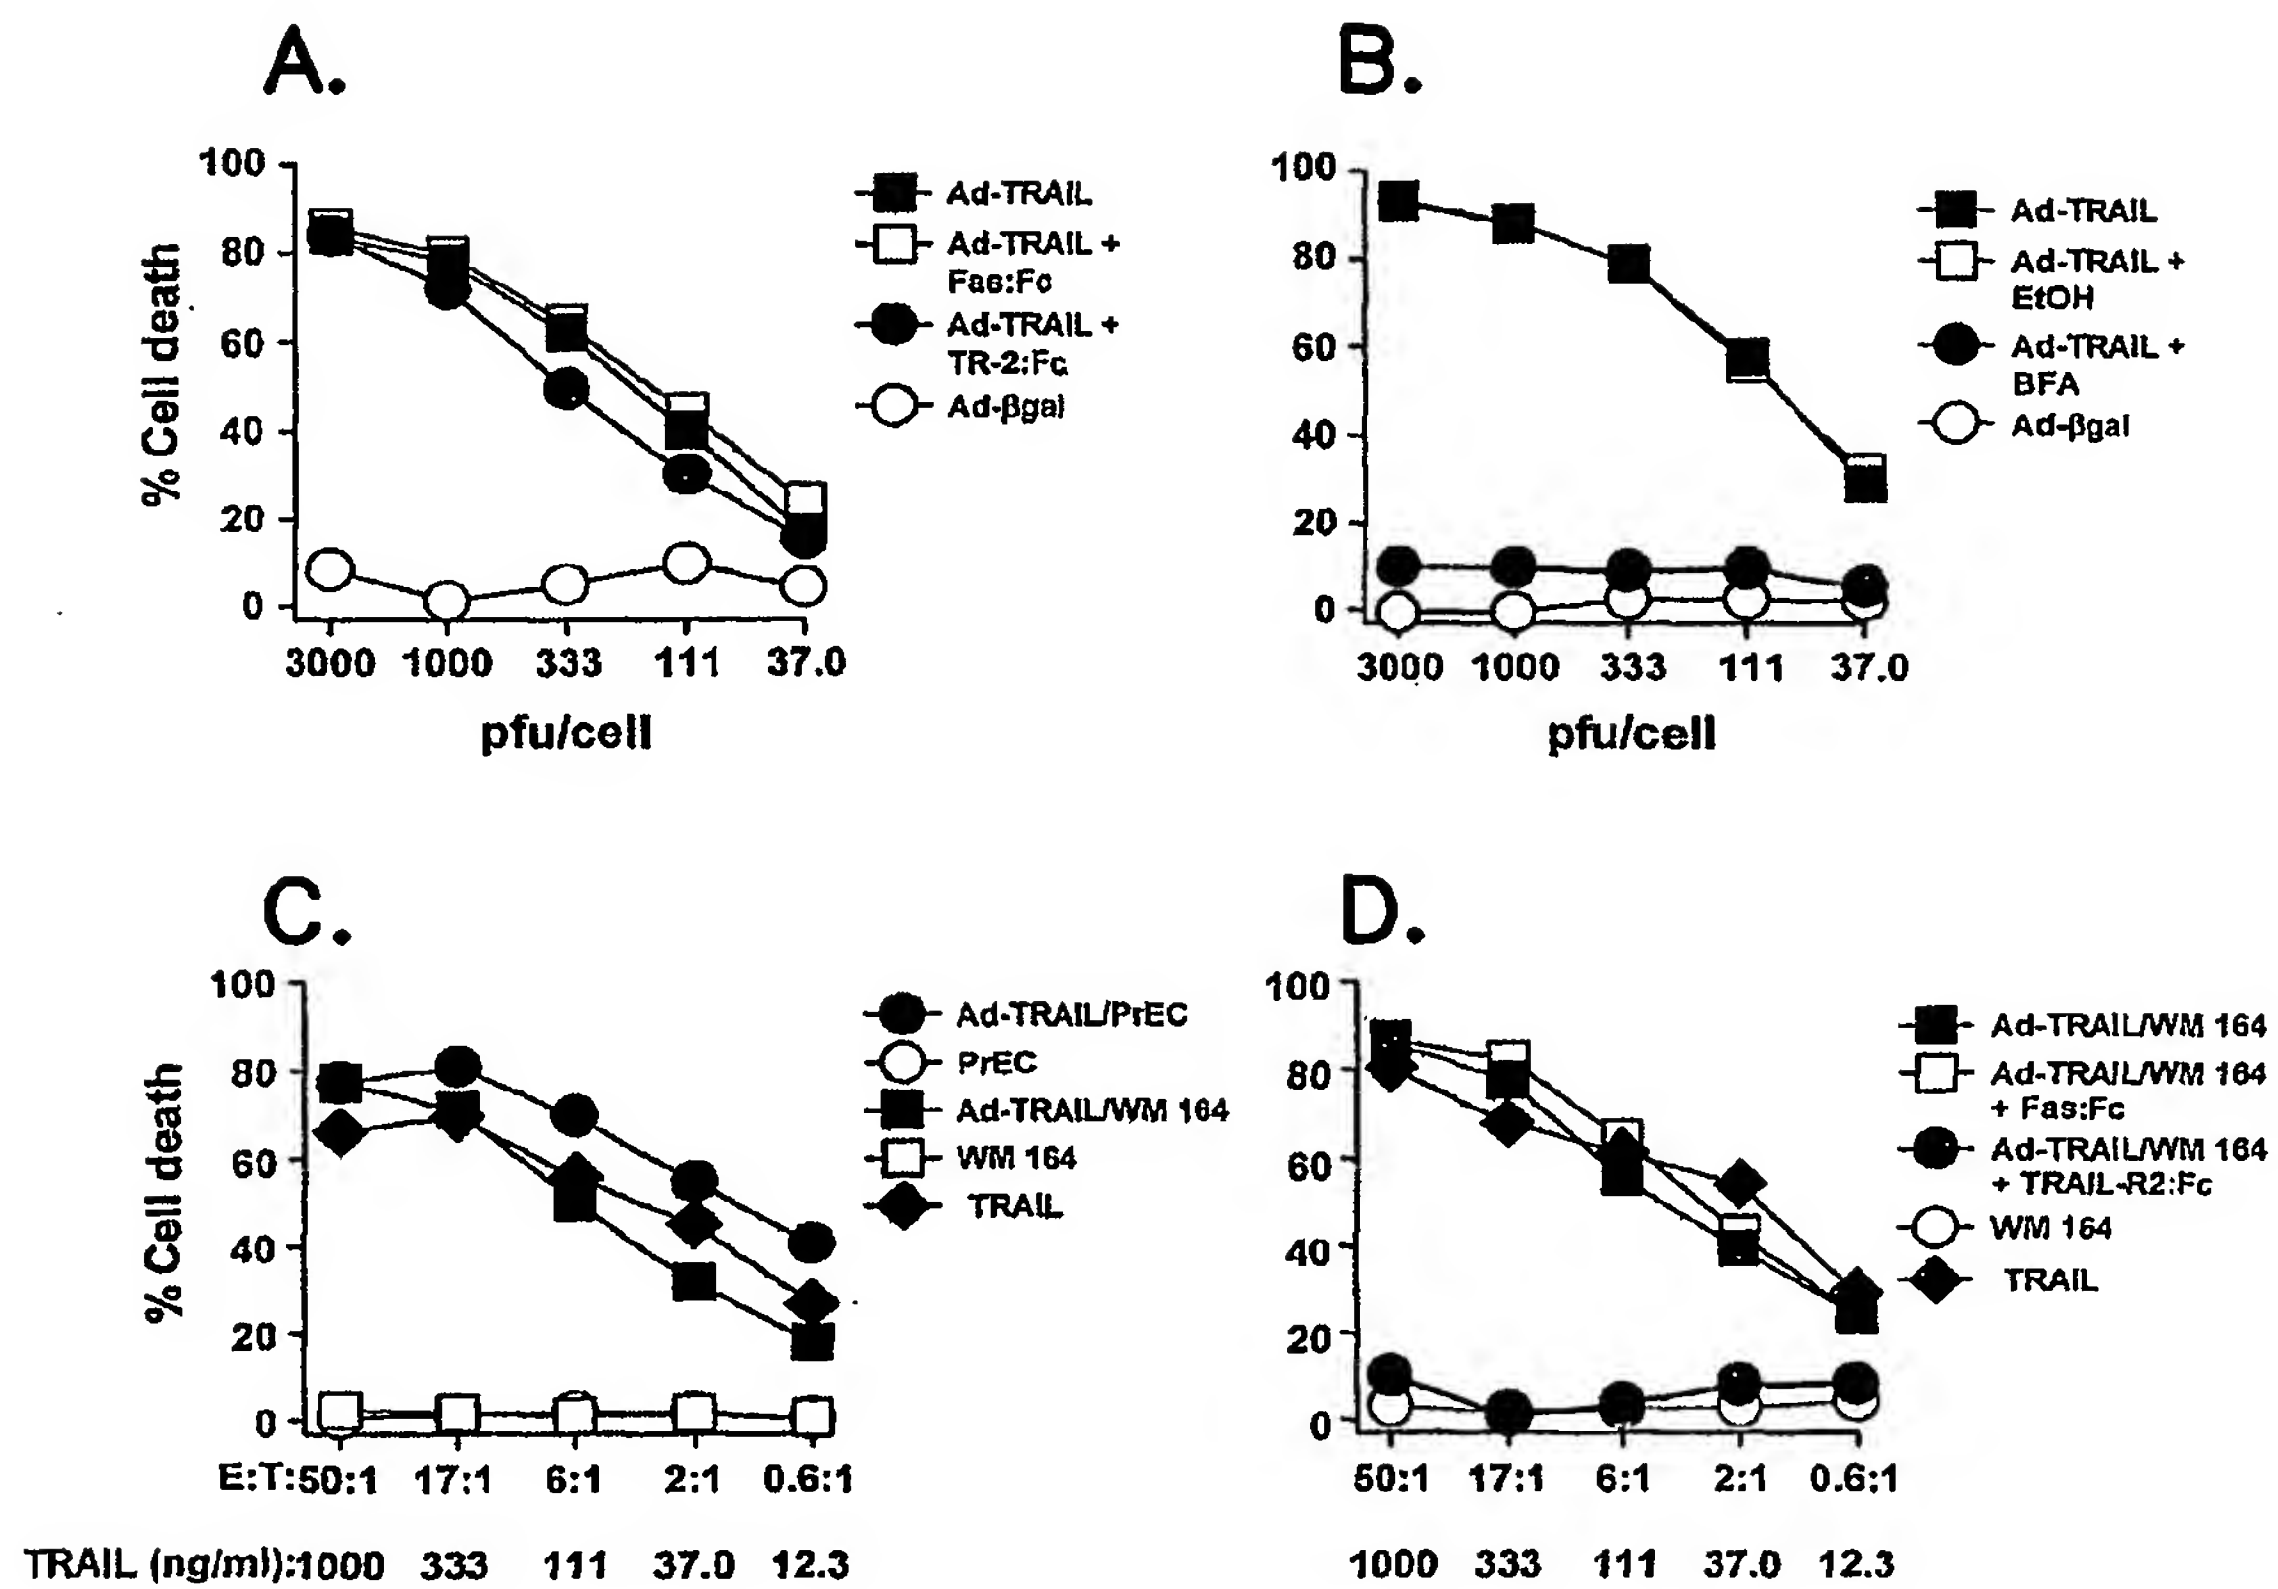 A.
% Cell death
100
80
60
40
20
0
3000 1000 333 111 37.0
pfu/cell
Ad-TRAIL
Ad-TRAIL +
Fas:Fc
Ad-TRAIL +
TR-2:Fc
Ad-βgal
B.
100
80
60
40
20
0
3000 1000 333 111 37.0
pfu/cell
Ad-TRAIL
Ad-TRAIL +
EtOH
Ad-TRAIL +
BFA
Ad-βgal
C.
% Cell death
100
80
60
40
20
0
E:T:50:1 17:1 6:1 2:1 0.6:1
TRAIL (ng/ml):1000 333 111 37.0 12.3
Ad-TRAIL/PrEC
PrEC
Ad-TRAIL/WM 164
WM 164
TRAIL
D.
100
80
60
40
20
0
50:1 17:1 6:1 2:1 0.6:1
1000 333 111 37.0 12.3
Ad-TRAIL/WM 164
Ad-TRAIL/WM 164
+ Fas:Fc
Ad-TRAIL/WM 164
+ TRAIL-R2:Fc
WM 164
TRAIL